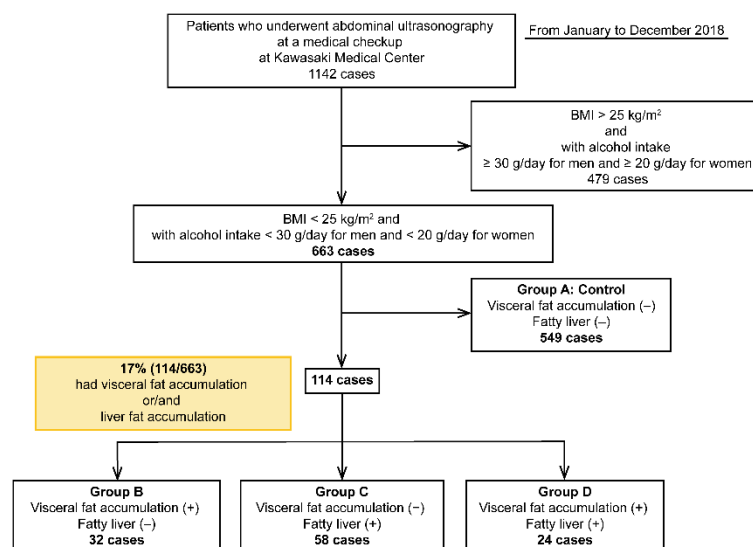 Patients who underwent abdominal ultrasonography
at a medical checkup
at Kawasaki Medical Center
1142 cases
From January to December 2018
BMI > 25 kg/m²
and
with alcohol intake
≥ 30 g/day for men and ≥ 20 g/day for women
479 cases
BMI < 25 kg/m² and
with alcohol intake < 30 g/day for men and < 20 g/day for women
663 cases
Group A: Control
Visceral fat accumulation (–)
Fatty liver (–)
549 cases
17% (114/663)
had visceral fat accumulation
or/and
liver fat accumulation
114 cases
Group B
Visceral fat accumulation (+)
Fatty liver (–)
32 cases
Group C
Visceral fat accumulation (–)
Fatty liver (+)
58 cases
Group D
Visceral fat accumulation (+)
Fatty liver (+)
24 cases